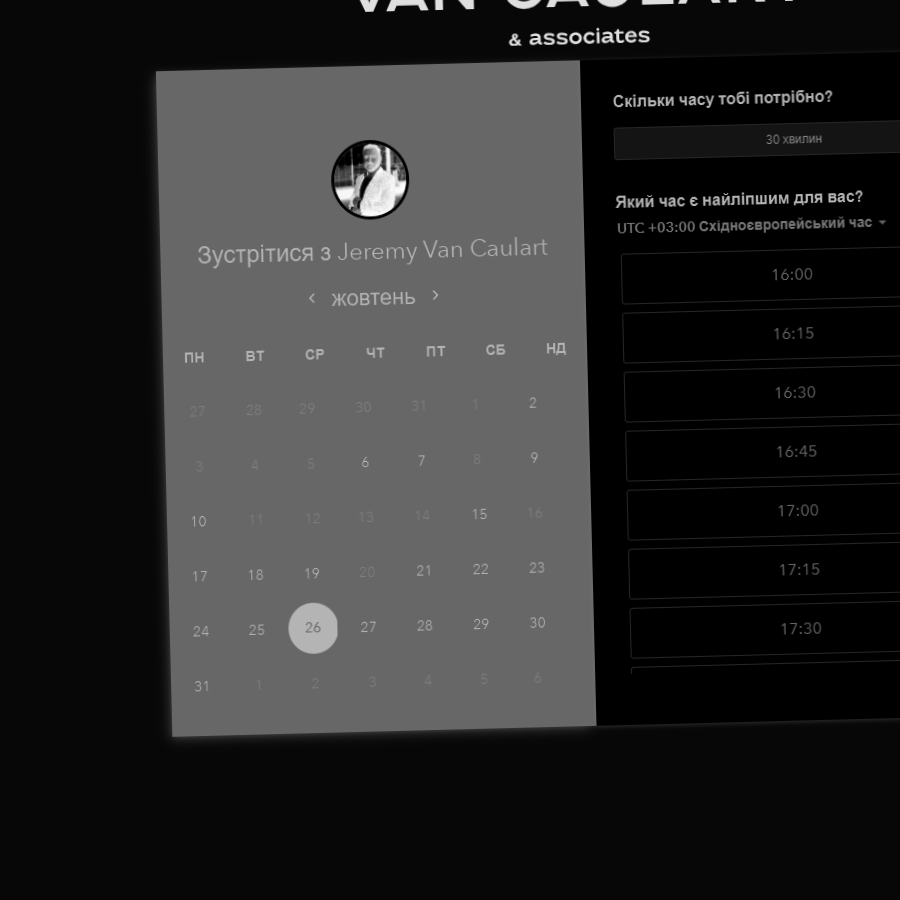 VAN CAULART
& associates
Зустрітися з Jeremy Van Caulart
жовтень
ПН ВТ СР ЧТ ПТ СБ НД
27 28 29 30 31 1 2
3 4 5 6 7 8 9
10 11 12 13 14 15 16
17 18 19 20 21 22 23
24 25 26 27 28 29 30
31 1 2 3 4 5 6
Скільки часу тобі потрібно?
30 хвилин
Який час є найліпшим для вас?
UTC +03:00 Східноєвропейський час
16:00
16:15
16:30
16:45
17:00
17:15
17:30